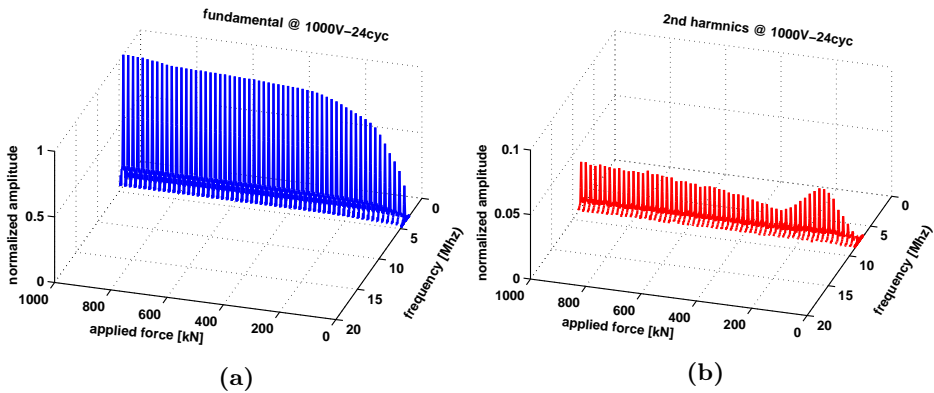 fundamental @ 1000V−24cyc
normalized amplitude
1
0.5
0
1000
800
600
400
200
0
applied force [kN]
0
5
10
15
20
frequency [Mhz]
(a)
2nd harmnics @ 1000V−24cyc
normalized amplitude
0.1
0.05
0
1000
800
600
400
200
0
applied force [kN]
0
5
10
15
20
frequency [Mhz]
(b)